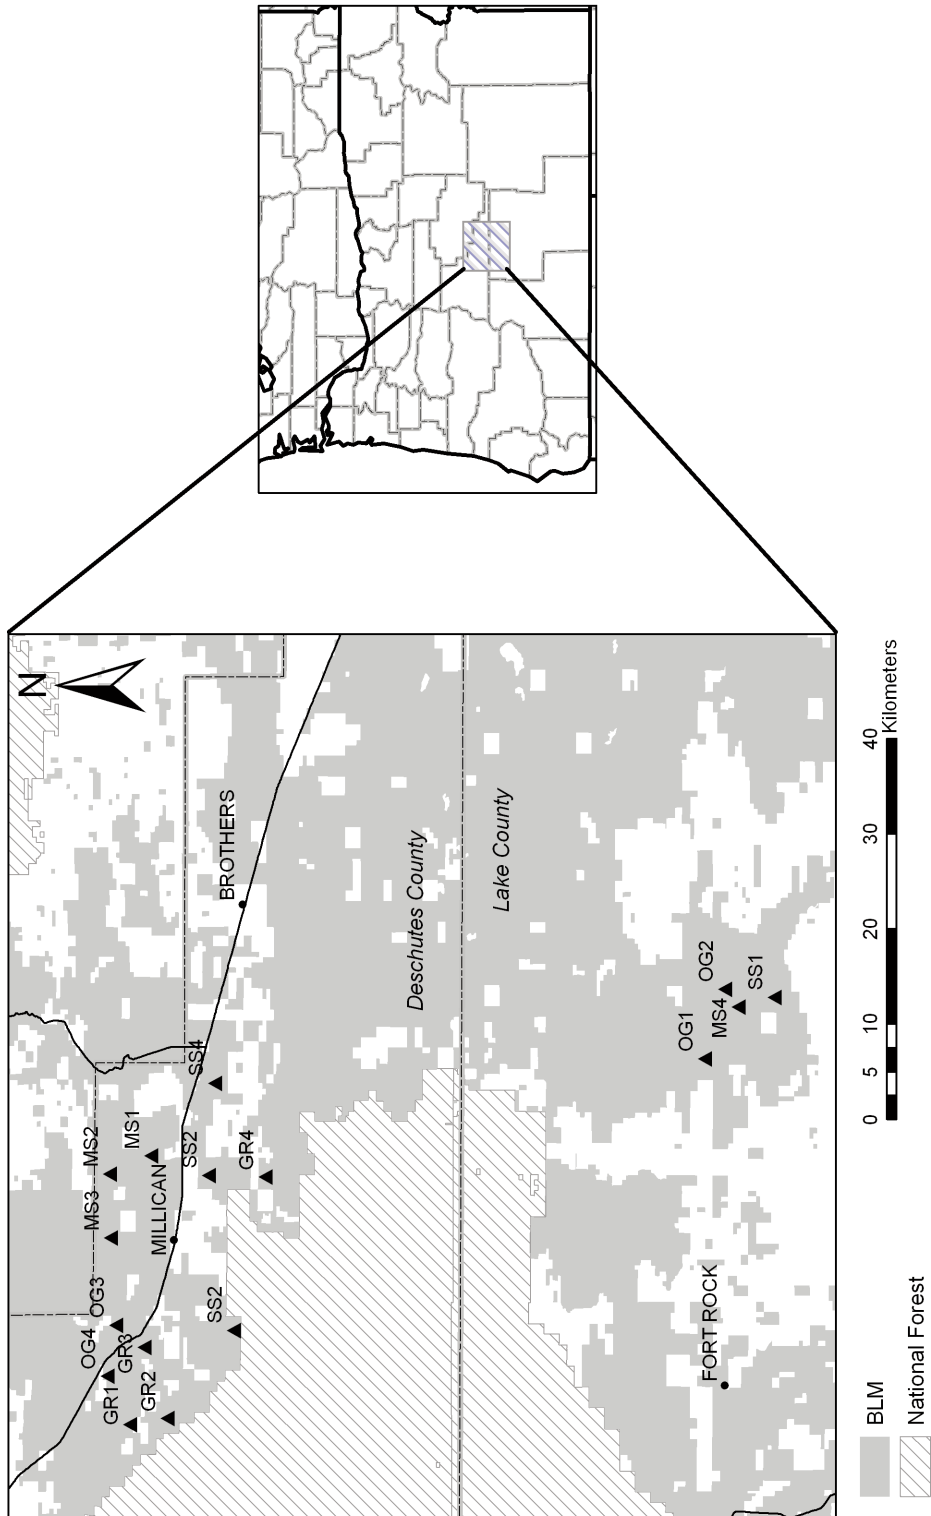 N
OG4
OG3
MS3
MS2
GR1
GR3
MS1
GR2
MILLICAN
SS2
SS4
SS2
GR4
BROTHERS
Deschutes County
Lake County
OG1
OG2
MS4
SS1
FORT ROCK
BLM
National Forest
0 5 10 20 30 40
Kilometers